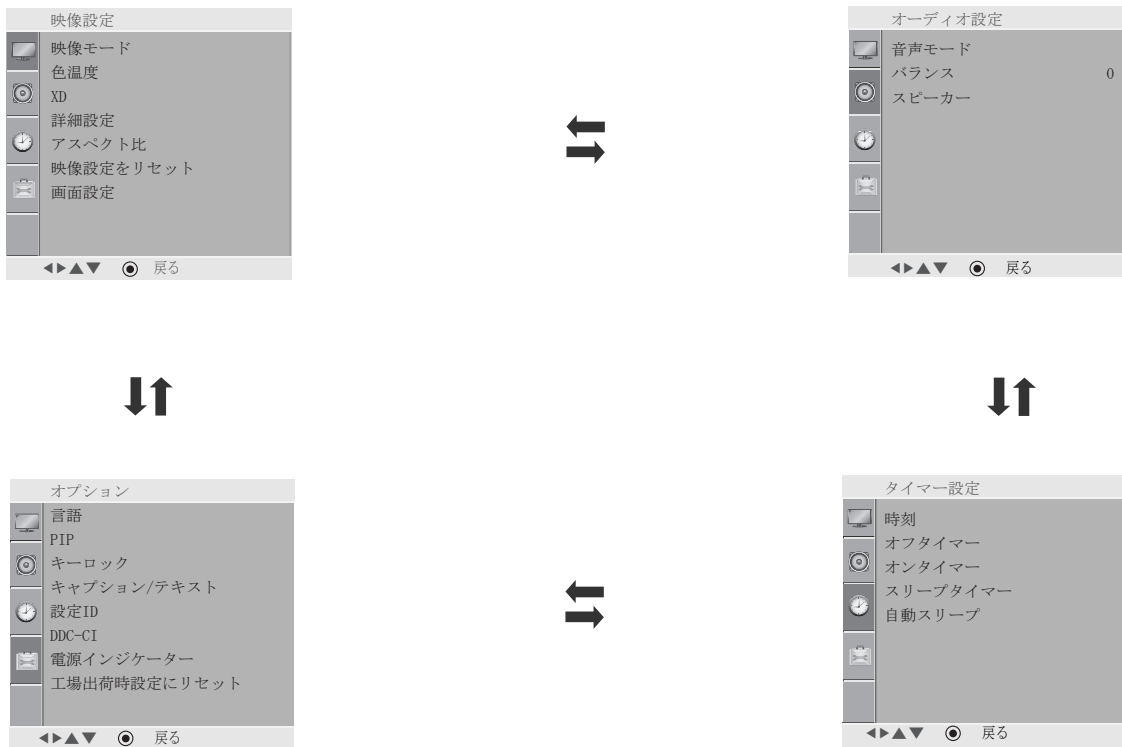 映像設定
映像モード
色温度
XD
詳細設定
アスペクト比
映像設定をリセット
画面設定
戻る
オーディオ設定
音声モード
バランス 0
スピーカー
戻る
オプション
言語
PIP
キーロック
キャプション/テキスト
設定ID
DDC-CI
電源インジケーター
工場出荷時設定にリセット
戻る
タイマー設定
時刻
オフタイマー
オンタイマー
スリープタイマー
自動スリープ
戻る